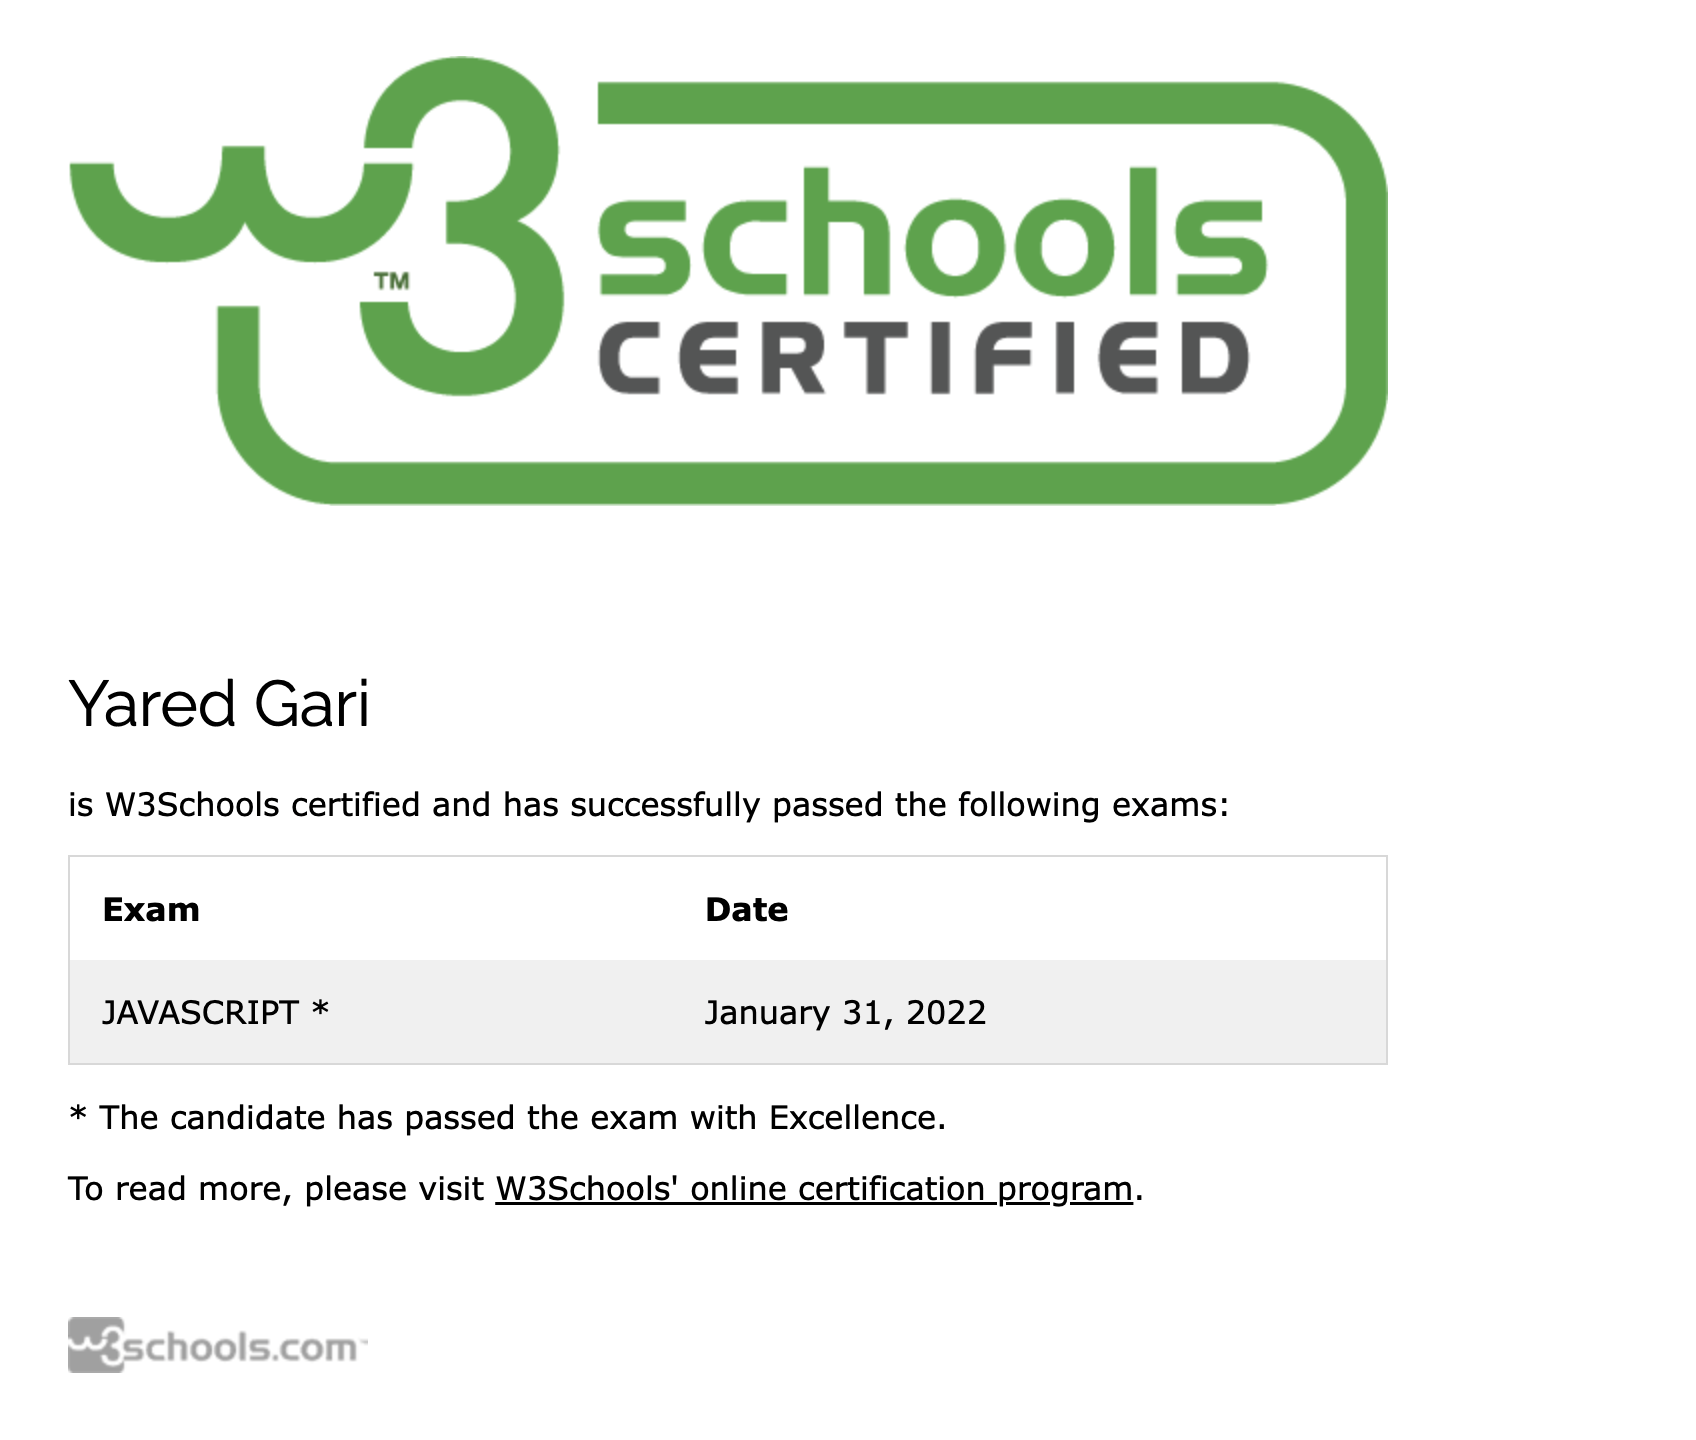 w3schools
CERTIFIED
TM
Yared Gari
is W3Schools certified and has successfully passed the following exams:
Exam Date
JAVASCRIPT * January 31, 2022
* The candidate has passed the exam with Excellence.
To read more, please visit W3Schools' online certification program.
w3schools.com